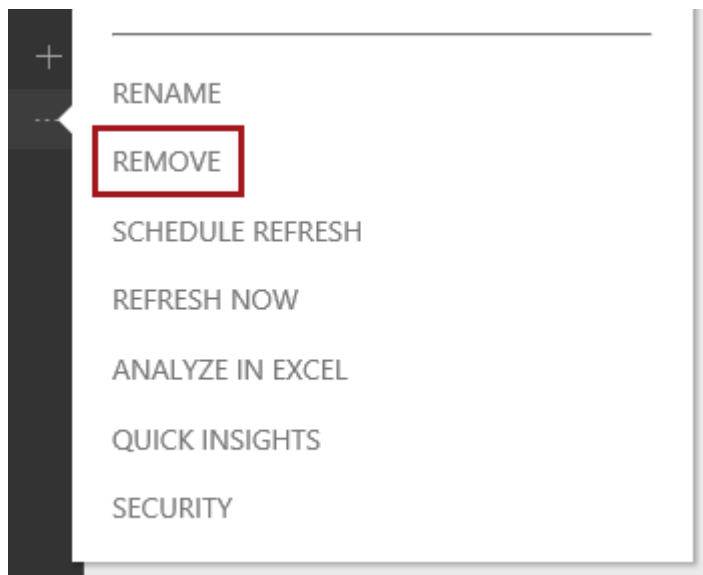 RENAME
REMOVE
SCHEDULE REFRESH
REFRESH NOW
ANALYZE IN EXCEL
QUICK INSIGHTS
SECURITY